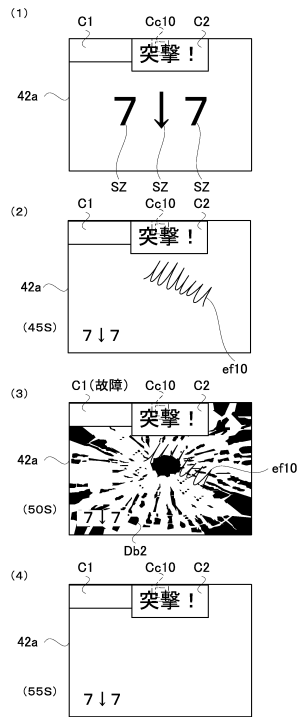 (1)
C1 Cc10 C2
突撃！
42a
7↓7
SZ SZ SZ
(2)
C1 Cc10 C2
突撃！
42a
(45S)
7↓7
ef10
(3)
C1(故障) Cc10 C2
突撃！
42a
ef10
(50S)
7↓7
Db2
(4)
C1 Cc10 C2
突撃！
42a
(55S)
7↓7